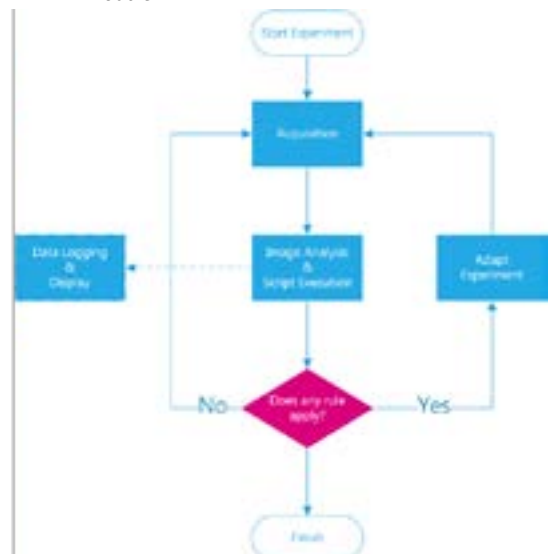 Start Experiment
Acquisition
Data Logging
&
Display
Image Analysis
&
Script Execution
Adapt
Experiment
No
Does any rule
apply?
Yes
Finish